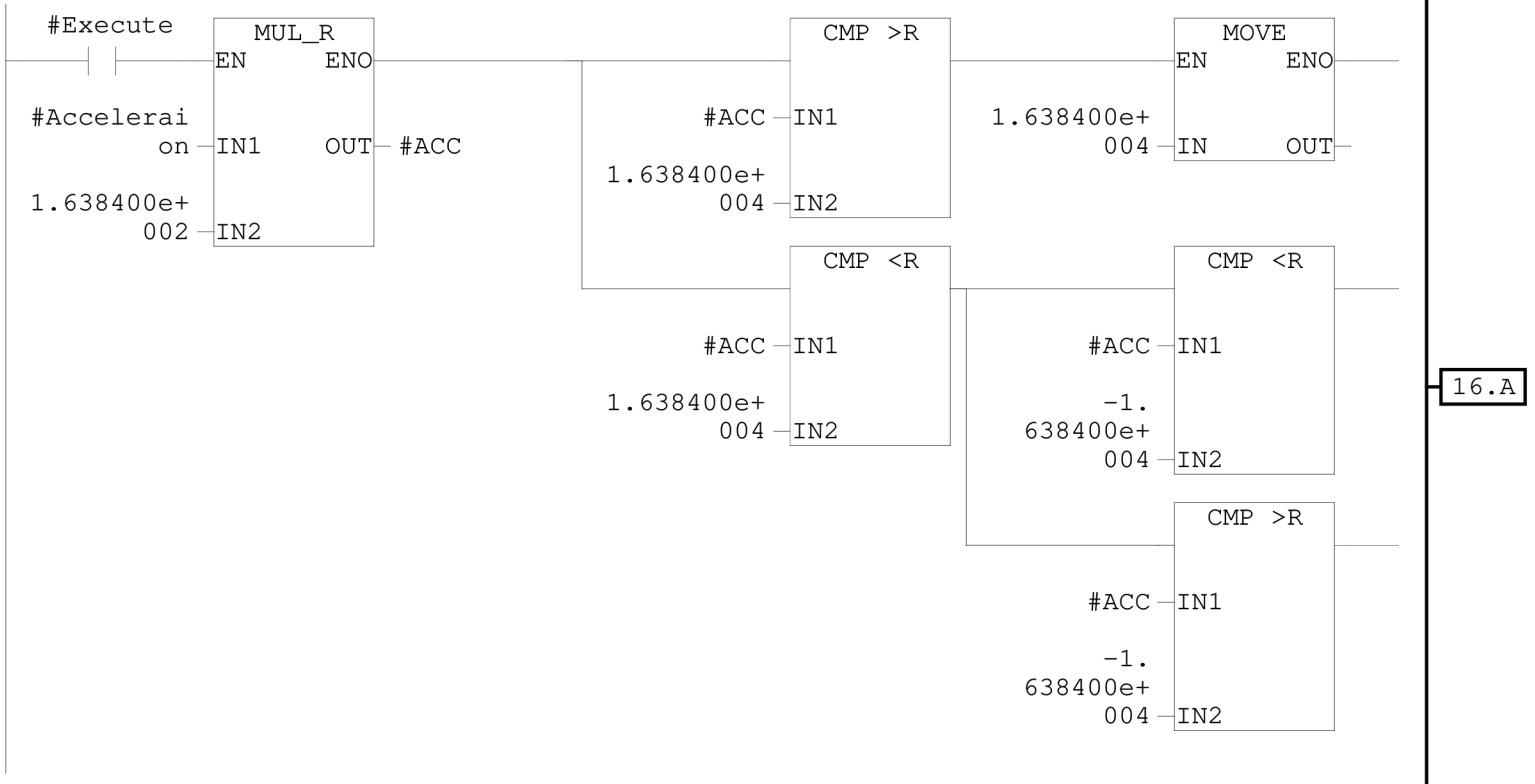 #Execute
MUL_R
CMP >R
MOVE
EN ENO
EN ENO
#Accelerai
on
IN1 OUT #ACC
#ACC IN1
1.638400e+
004 IN OUT
1.638400e+
002 IN2
1.638400e+
004 IN2
CMP <R
CMP <R
#ACC IN1
#ACC IN1
1.638400e+
004 IN2
-1.
638400e+
004 IN2
16.A
CMP >R
#ACC IN1
-1.
638400e+
004 IN2